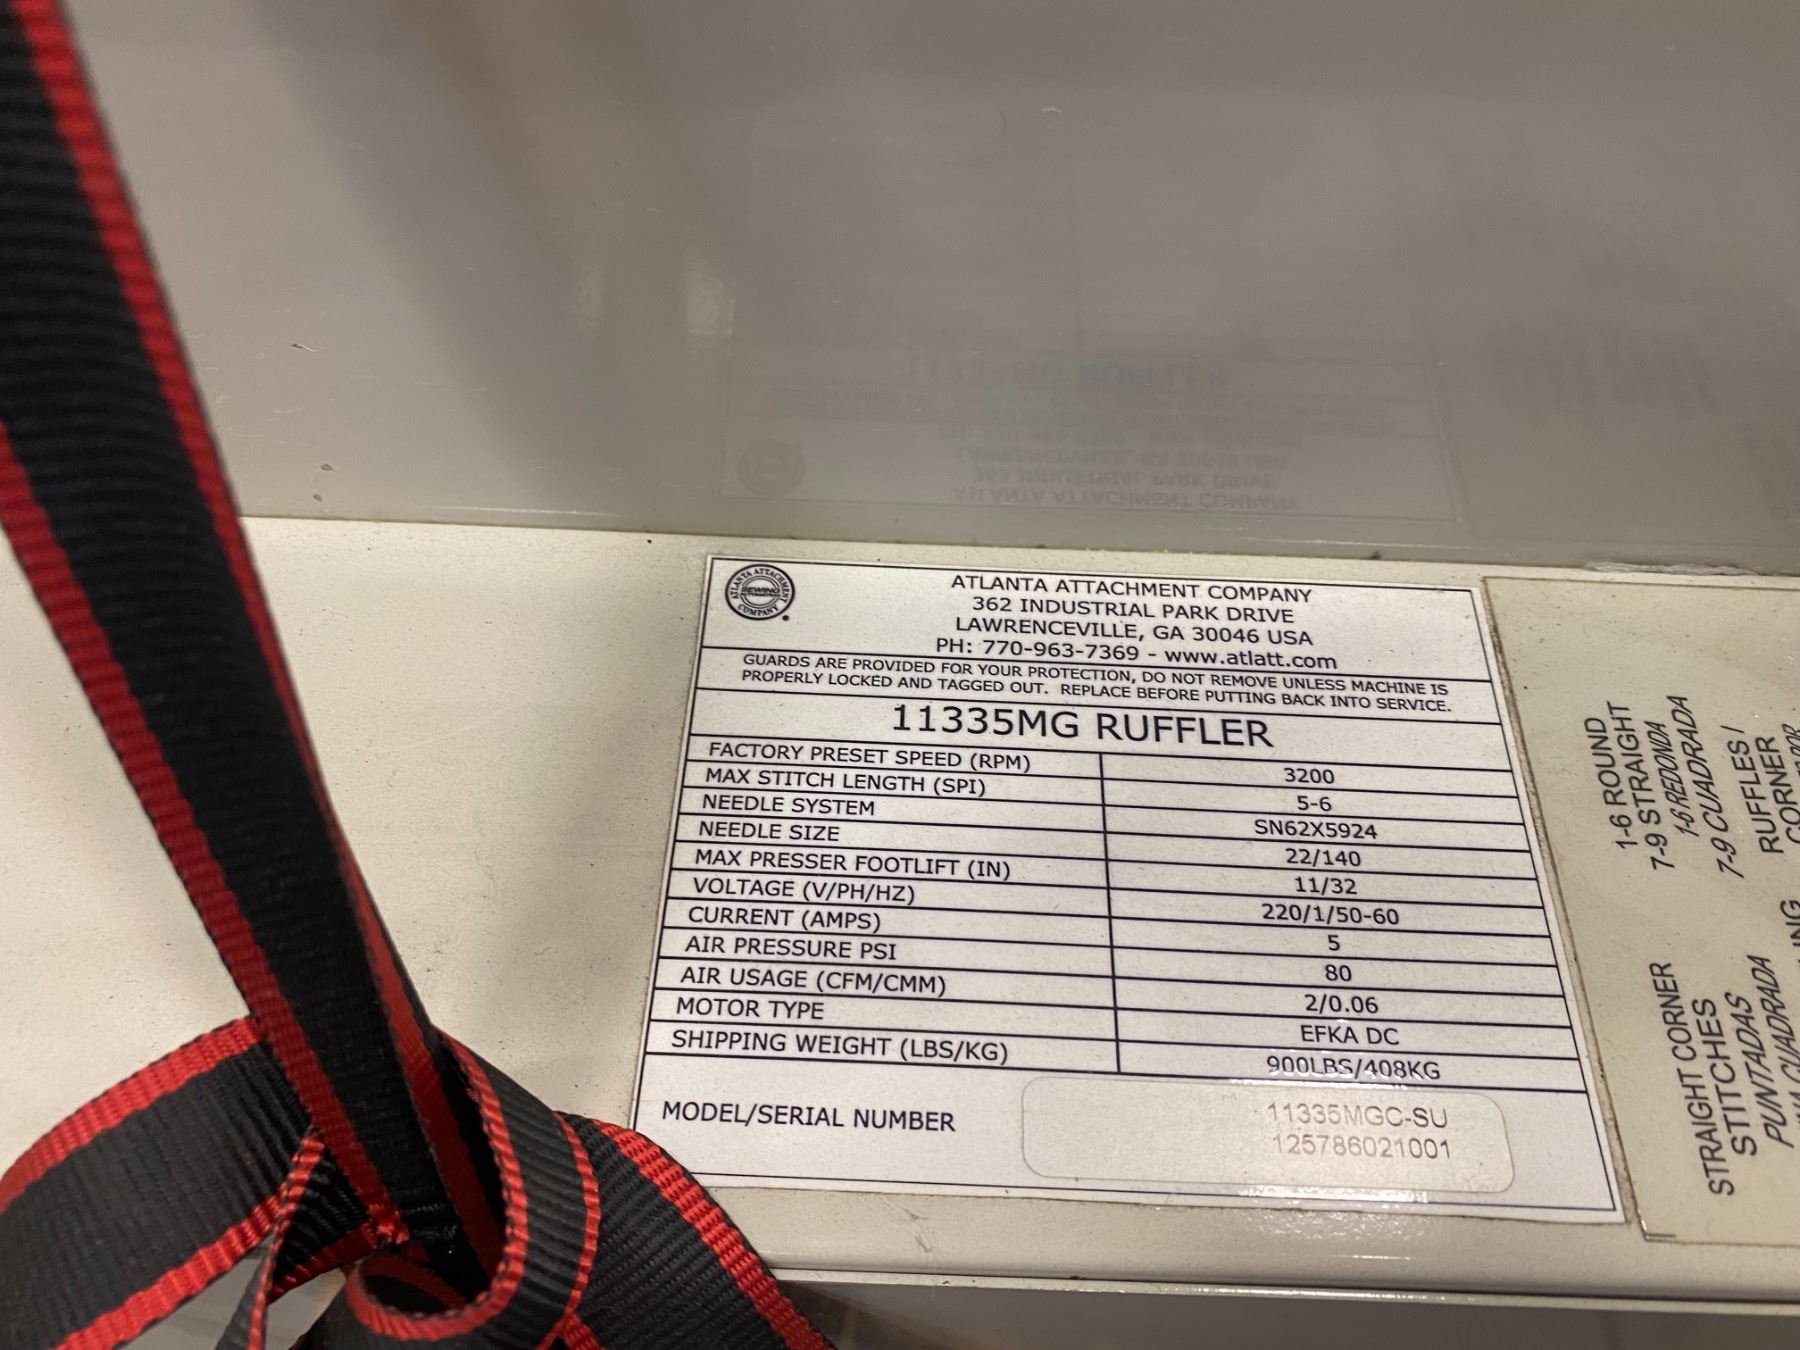 ATLANTA ATTACHMENT
SEWING
COMPANY
ATLANTA ATTACHMENT COMPANY
362 INDUSTRIAL PARK DRIVE
LAWRENCEVILLE, GA 30046 USA
PH: 770-963-7369 - www.atlatt.com
GUARDS ARE PROVIDED FOR YOUR PROTECTION, DO NOT REMOVE UNLESS MACHINE IS
PROPERLY LOCKED AND TAGGED OUT. REPLACE BEFORE PUTTING BACK INTO SERVICE.
11335MG RUFFLER
FACTORY PRESET SPEED (RPM) 3200
MAX STITCH LENGTH (SPI) 5-6
NEEDLE SYSTEM SN62X5924
NEEDLE SIZE 22/140
MAX PRESSER FOOTLIFT (IN) 11/32
VOLTAGE (V/PH/HZ) 220/1/50-60
CURRENT (AMPS) 5
AIR PRESSURE PSI 80
AIR USAGE (CFM/CMM) 2/0.06
MOTOR TYPE EFKA DC
SHIPPING WEIGHT (LBS/KG) 900LBS/408KG
MODEL/SERIAL NUMBER
11335MGC-SU
125786021001
1-6 ROUND
7-9 STRAIGHT
1-6 REDONDA
7-9 CUADRADA
RUFFLES /
CORNER
STRAIGHT CORNER
STITCHES
PUNTADAS
CUADRADA